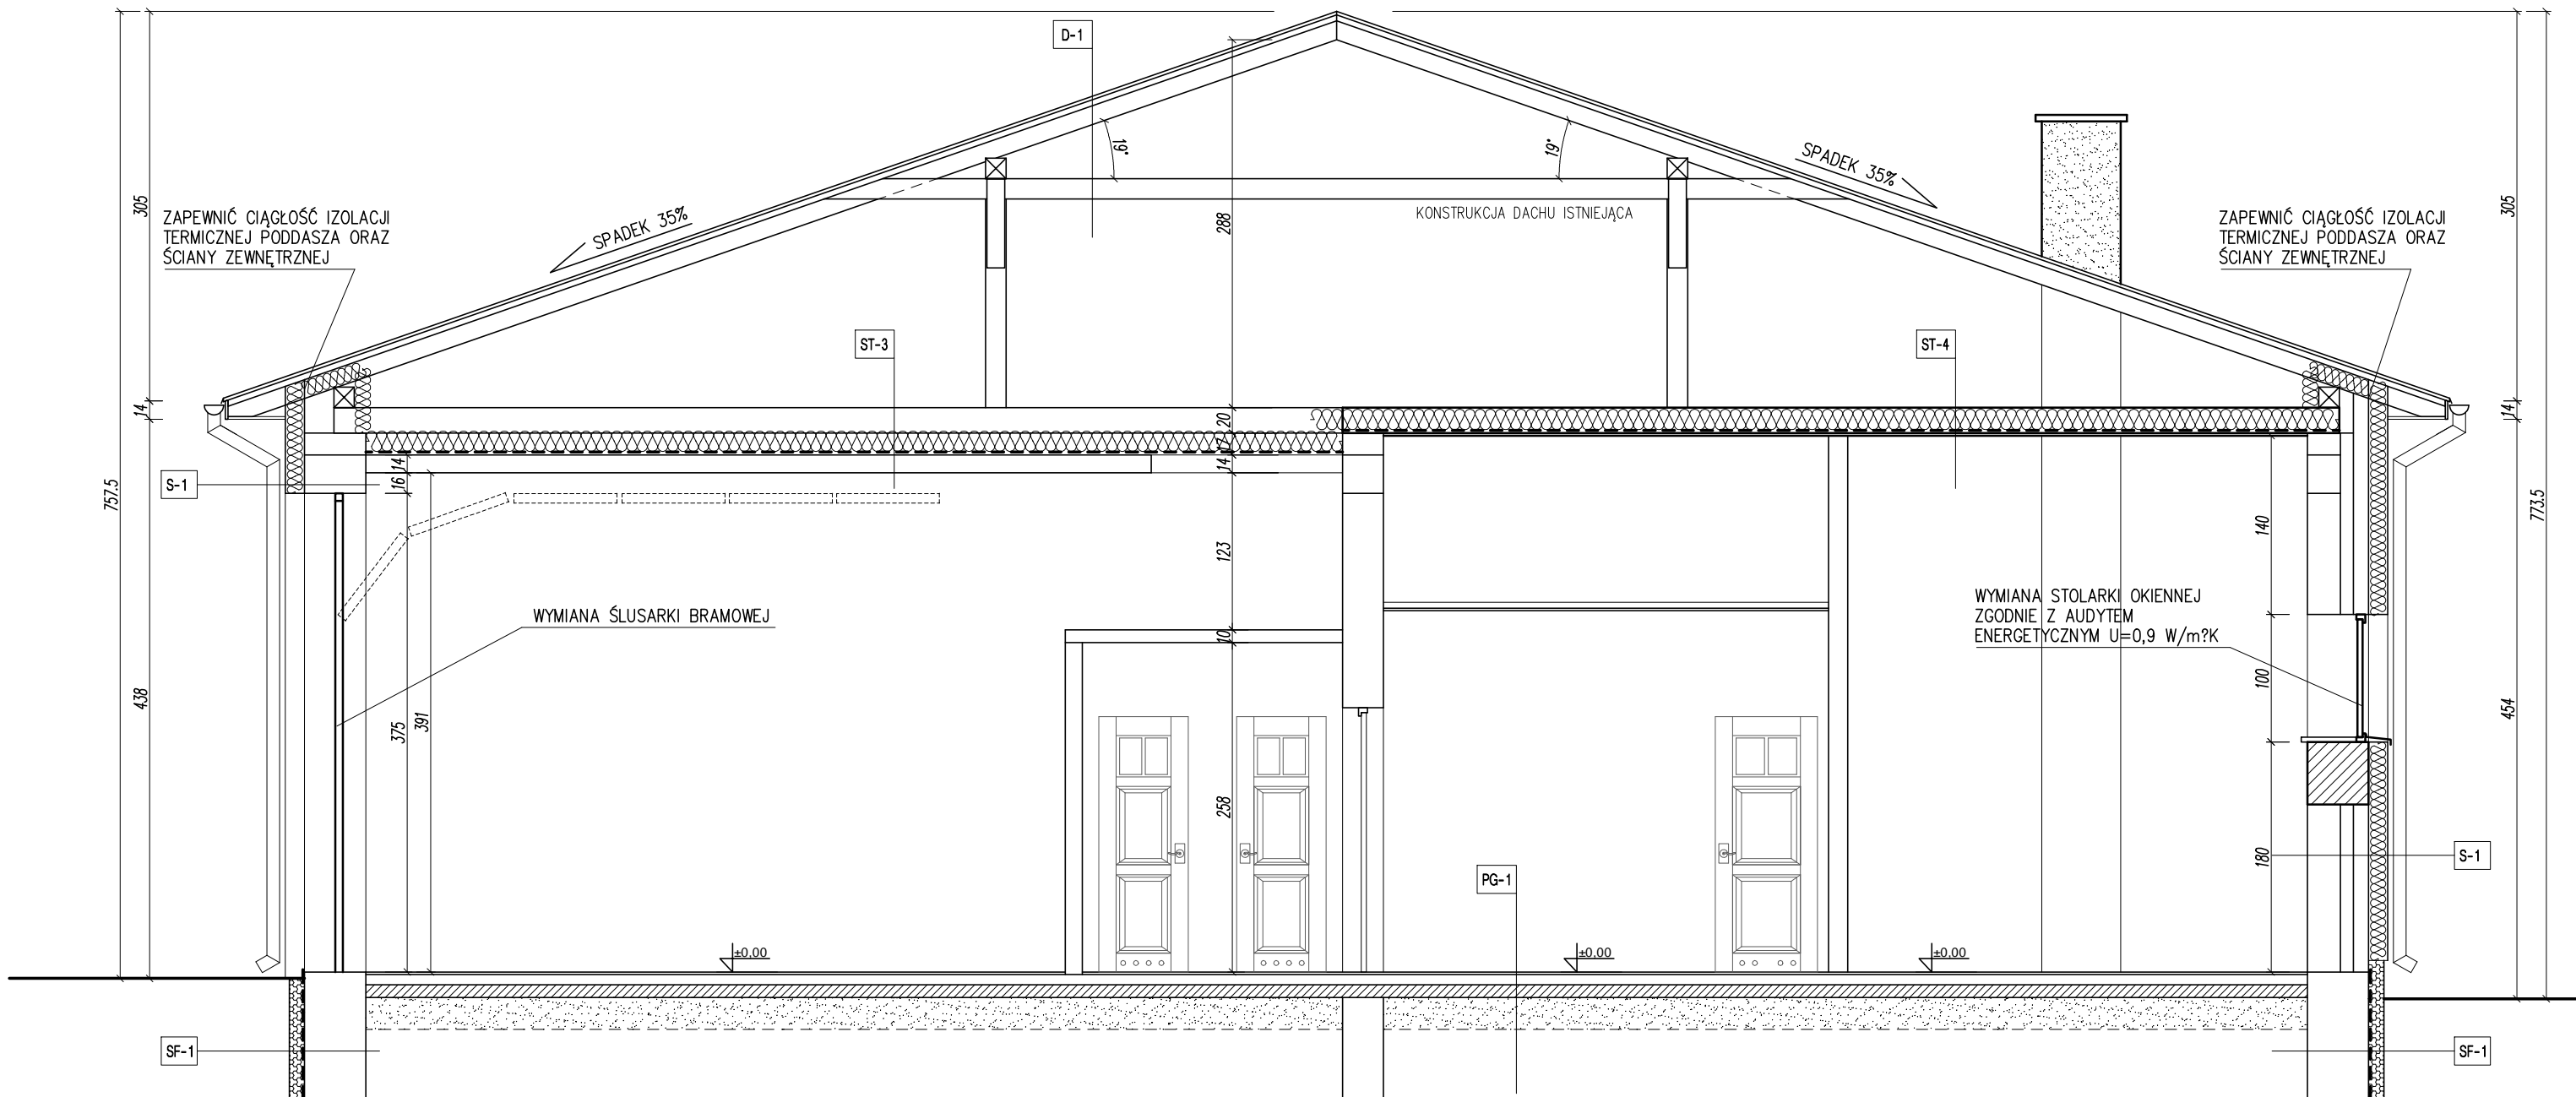 D-1
19°
19°
SPADEK 35%
SPADEK 35%
305
288
305
KONSTRUKCJA DACHU ISTNIEJĄCA
ZAPEWNIĆ CIĄGŁOŚĆ IZOLACJI
TERMICZNEJ PODDASZA ORAZ
ŚCIANY ZEWNĘTRZNEJ
ZAPEWNIĆ CIĄGŁOŚĆ IZOLACJI
TERMICZNEJ PODDASZA ORAZ
ŚCIANY ZEWNĘTRZNEJ
ST-3
ST-4
14
20
14
17
14
14
16
S-1
757.5
773.5
140
123
WYMIANA ŚLUSARKI BRAMOWEJ
WYMIANA STOLARKI OKIENNEJ
ZGODNIE Z AUDYTEM
ENERGETYCZNYM U=0,9 W/m?K
10
438
375
391
100
454
258
180
S-1
PG-1
±0,00
±0,00
±0,00
SF-1
SF-1